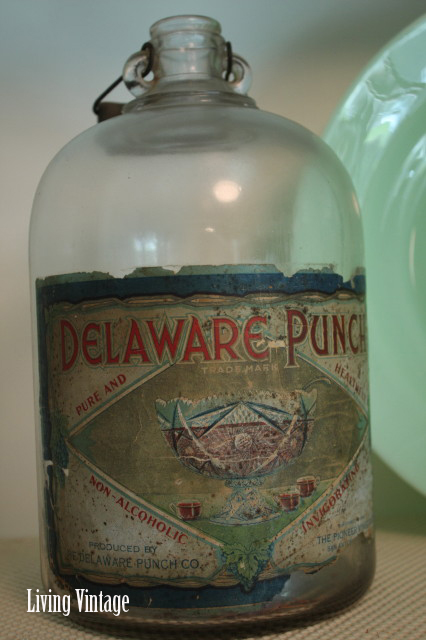 DELAWARE PUNCH
TRADE MARK
PURE AND
NON-ALCOHOLIC
INVIGORATING
PRODUCED BY
DELAWARE PUNCH CO.
Living Vintage